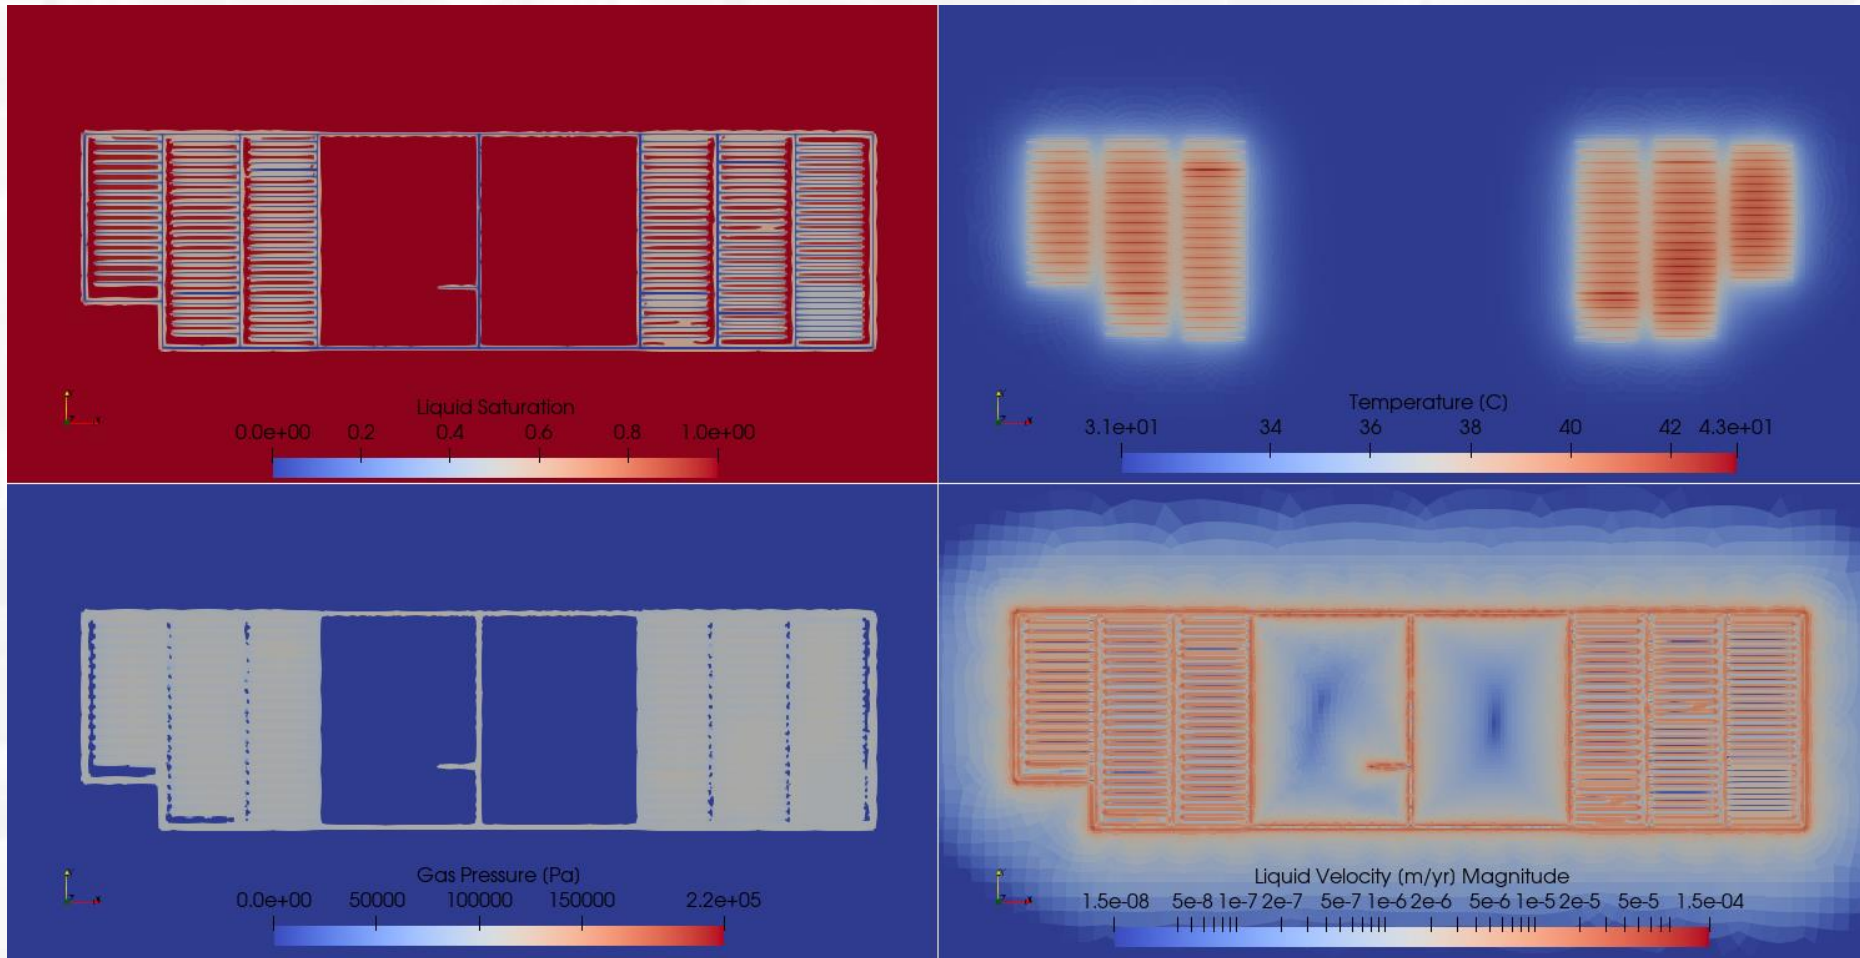 Liquid Saturation
0.0e+00 0.2 0.4 0.6 0.8 1.0e+00
Temperature (C)
3.1e+01 34 36 38 40 42 4.3e+01
Gas Pressure (Pa)
0.0e+00 50000 100000 150000 2.2e+05
Liquid Velocity (m/yr) Magnitude
1.5e-08 5e-8 1e-7 2e-7 5e-7 1e-6 2e-6 5e-6 1e-5 2e-5 5e-5 1.5e-04